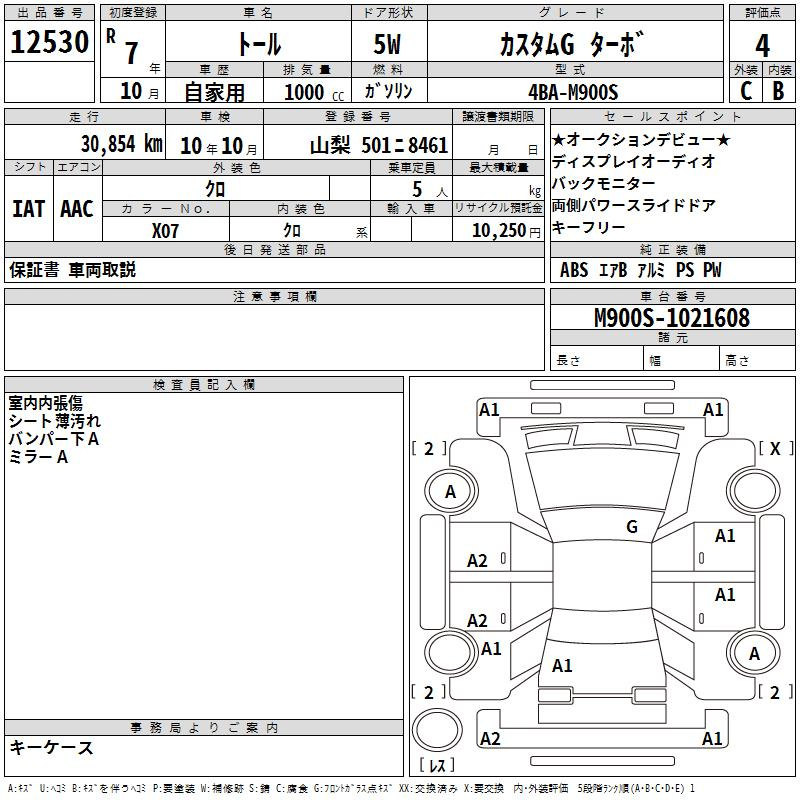 出品番号
12530
初度登録
R 7 年
10 月
車名
トール
ドア形状
5W
グレード
カスタムG ターボ
評価点
4
車歴
自家用
排気量
1000 CC
燃料
ガソリン
型式
4BA-M900S
外装 内装
C B
走行
30,854 km
車検
10年10月
登録番号
山梨 501ニ8461
譲渡書類期限
月 日
シフト
IAT
エアコン
AAC
外装色
クロ
乗車定員
5 人
最大積載量
kg
カラーNo.
X07
内装色
クロ 系
輸入車
リサイクル預託金
10,250円
後日発送部品
保証書 車両取説
セールスポイント
★オークションデビュー★
ディスプレイオーディオ
バックモニター
両側パワースライドドア
キーフリー
純正装備
ABS エアB アルミ PS PW
注意事項欄
車台番号
M900S-1021608
諸元
長さ 幅 高さ
検査員記入欄
室内内張傷
シート薄汚れ
バンパー下A
ミラーA
事務局よりご案内
キーケース
A1 A1
[ 2 ] [ X ]
A
G
A1
A2
A1
A2
A1
A
A1
[ 2 ] [ 2 ]
A2 A1
[ レス ]
A:キズ U:ヘコミ B:キズを伴うヘコミ P:要塗装 W:補修跡 S:錆 C:腐食 G:フロントガラス点キズ XX:交換済み X:要交換 内・外装評価 5段階ランク順(A・B・C・D・E) 1